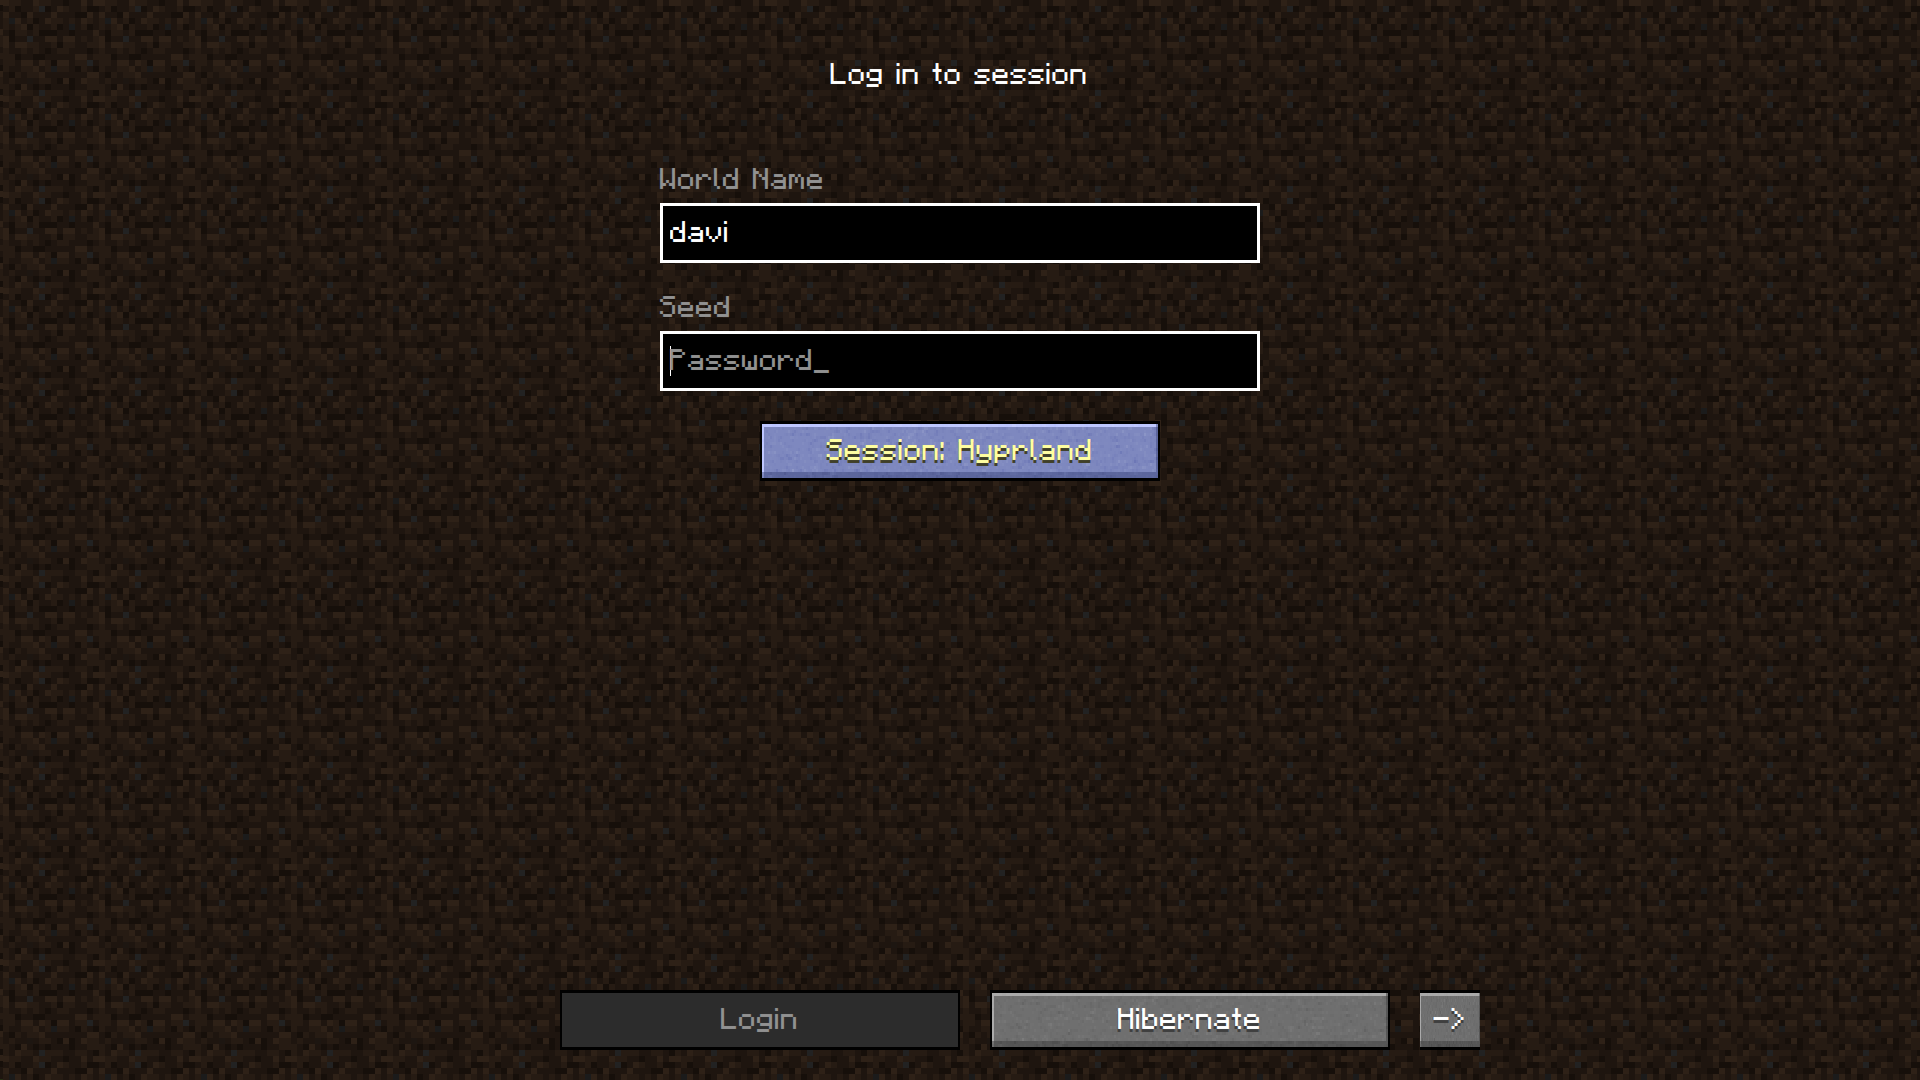 Log in to session
World Name
davi
Seed
Password_
Session: Hyprland
Login
Hibernate
->